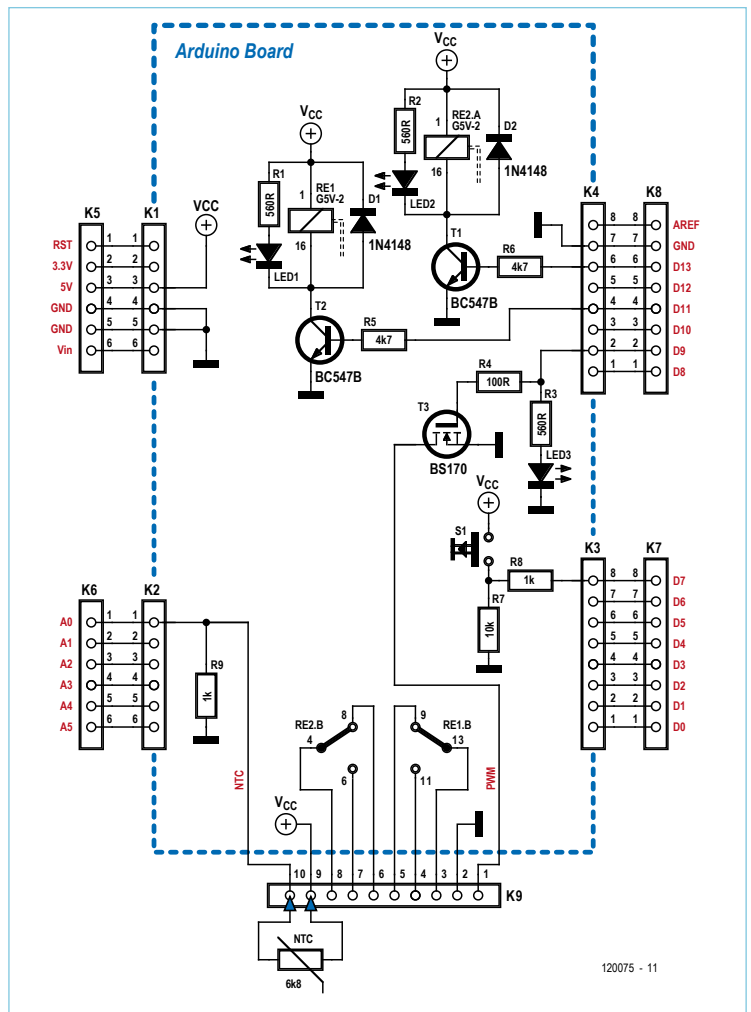 Arduino Board
VCC
R2
560R
1
RE2.A
G5V-2
16
D2
1N4148
LED2
VCC
R1
560R
1
RE1
G5V-2
16
D1
1N4148
LED1
T1
BC547B
R6
4k7
T2
BC547B
R5
4k7
K5 K1
VCC
RST 1 1
3.3V 2 2
5V 3 3
GND 4 4
GND 5 5
Vin 6 6
K4 K8
8 8 AREF
7 7 GND
6 6 D13
5 5 D12
4 4 D11
3 3 D10
2 2 D9
1 1 D8
R4
100R
R3
560R
LED3
T3
BS170
VCC
S1
R8
1k
R7
10k
K3 K7
8 8 D7
7 7 D6
6 6 D5
5 5 D4
4 4 D3
3 3 D2
2 2 D1
1 1 D0
K6 K2
A0 1 1
A1 2 2
A2 3 3
A3 4 4
A4 5 5
A5 6 6
R9
1k
RE2.B
8
4
6
9
RE1.B
13
11
NTC
PWM
VCC
10 9 8 7 6 5 4 3 2 1
K9
NTC
6k8
120075 - 11